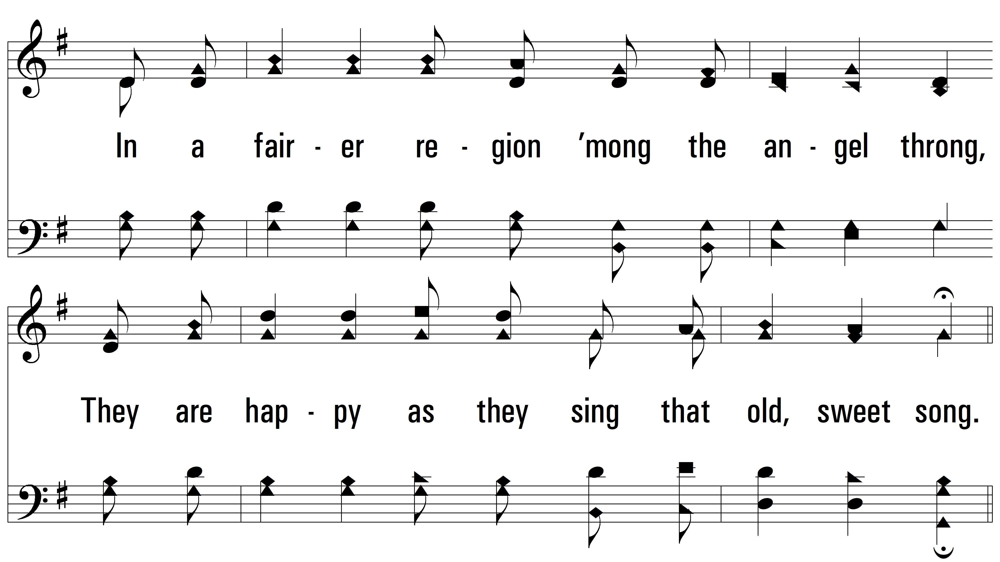 In a fair - er re - gion ’mong the an - gel throng,
They are hap - py as they sing that old, sweet song.